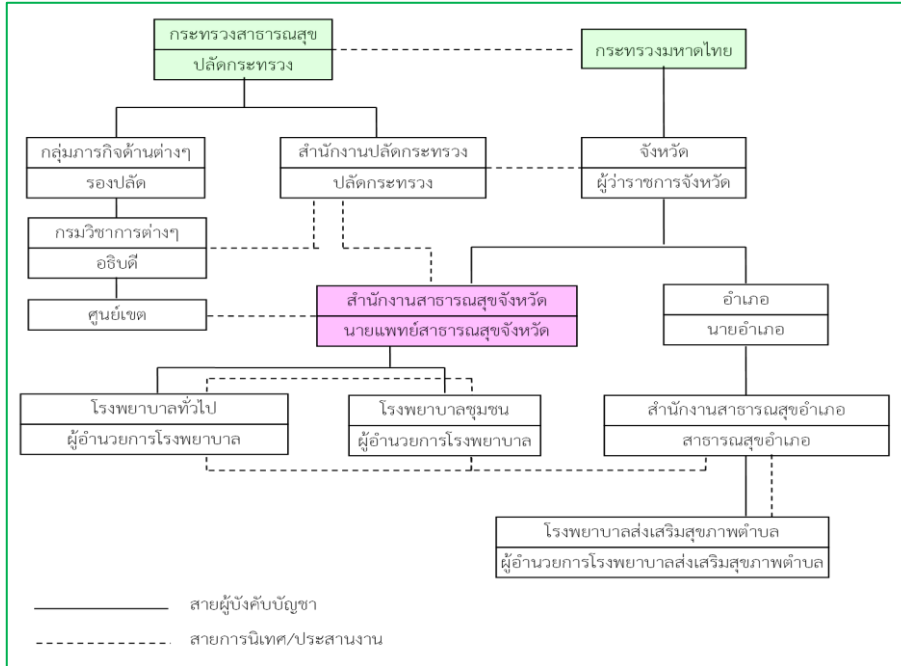 กระทรวงสาธารณสุข
ปลัดกระทรวง
กระทรวงมหาดไทย
กลุ่มภารกิจด้านต่างๆ
รองปลัด
สำนักงานปลัดกระทรวง
ปลัดกระทรวง
จังหวัด
ผู้ว่าราชการจังหวัด
กรมวิชาการต่างๆ
อธิบดี
ศูนย์เขต
สำนักงานสาธารณสุขจังหวัด
นายแพทย์สาธารณสุขจังหวัด
อำเภอ
นายอำเภอ
โรงพยาบาลทั่วไป
ผู้อำนวยการโรงพยาบาล
โรงพยาบาลชุมชน
ผู้อำนวยการโรงพยาบาล
สำนักงานสาธารณสุขอำเภอ
สาธารณสุขอำเภอ
โรงพยาบาลส่งเสริมสุขภาพตำบล
ผู้อำนวยการโรงพยาบาลส่งเสริมสุขภาพตำบล
สายผู้บังคับบัญชา
สายการนิเทศ/ประสานงาน